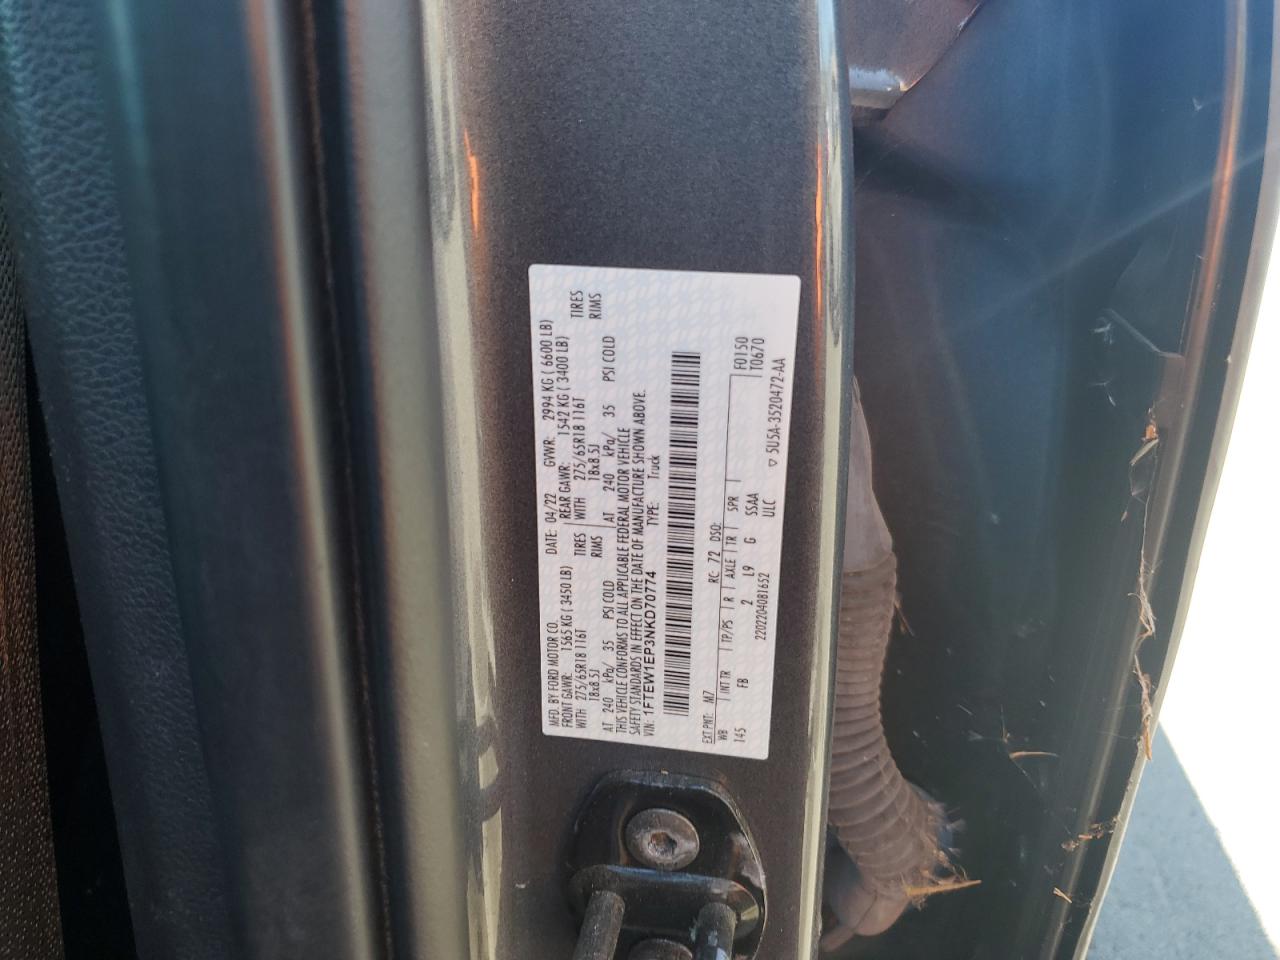 MFD. BY FORD MOTOR CO. DATE: 04/22 GVWR: 2994 KG ( 6600 LB)
FRONT GAWR: 1565 KG ( 3450 LB) REAR GAWR: 1542 KG ( 3400 LB)
WITH 275/65R18 116T TIRES WITH 275/65R18 116T TIRES
18x8.5J RIMS 18x8.5J RIMS
AT 240 kPa/ 35 PSI COLD AT 240 kPa/ 35 PSI COLD
THIS VEHICLE CONFORMS TO ALL APPLICABLE FEDERAL MOTOR VEHICLE
SAFETY STANDARDS IN EFFECT ON THE DATE OF MANUFACTURE SHOWN ABOVE.
VIN: 1FTEW1EP3NKD70774 TYPE: Truck
EXT PNT: M7 RC: 72 DSO: F0150
WB INT TR TP/PS R AXLE TR SPR T0670
145 FB 2 L9 G SSAA
2202204081652 ULC ▽ 5U5A-3520472-AA